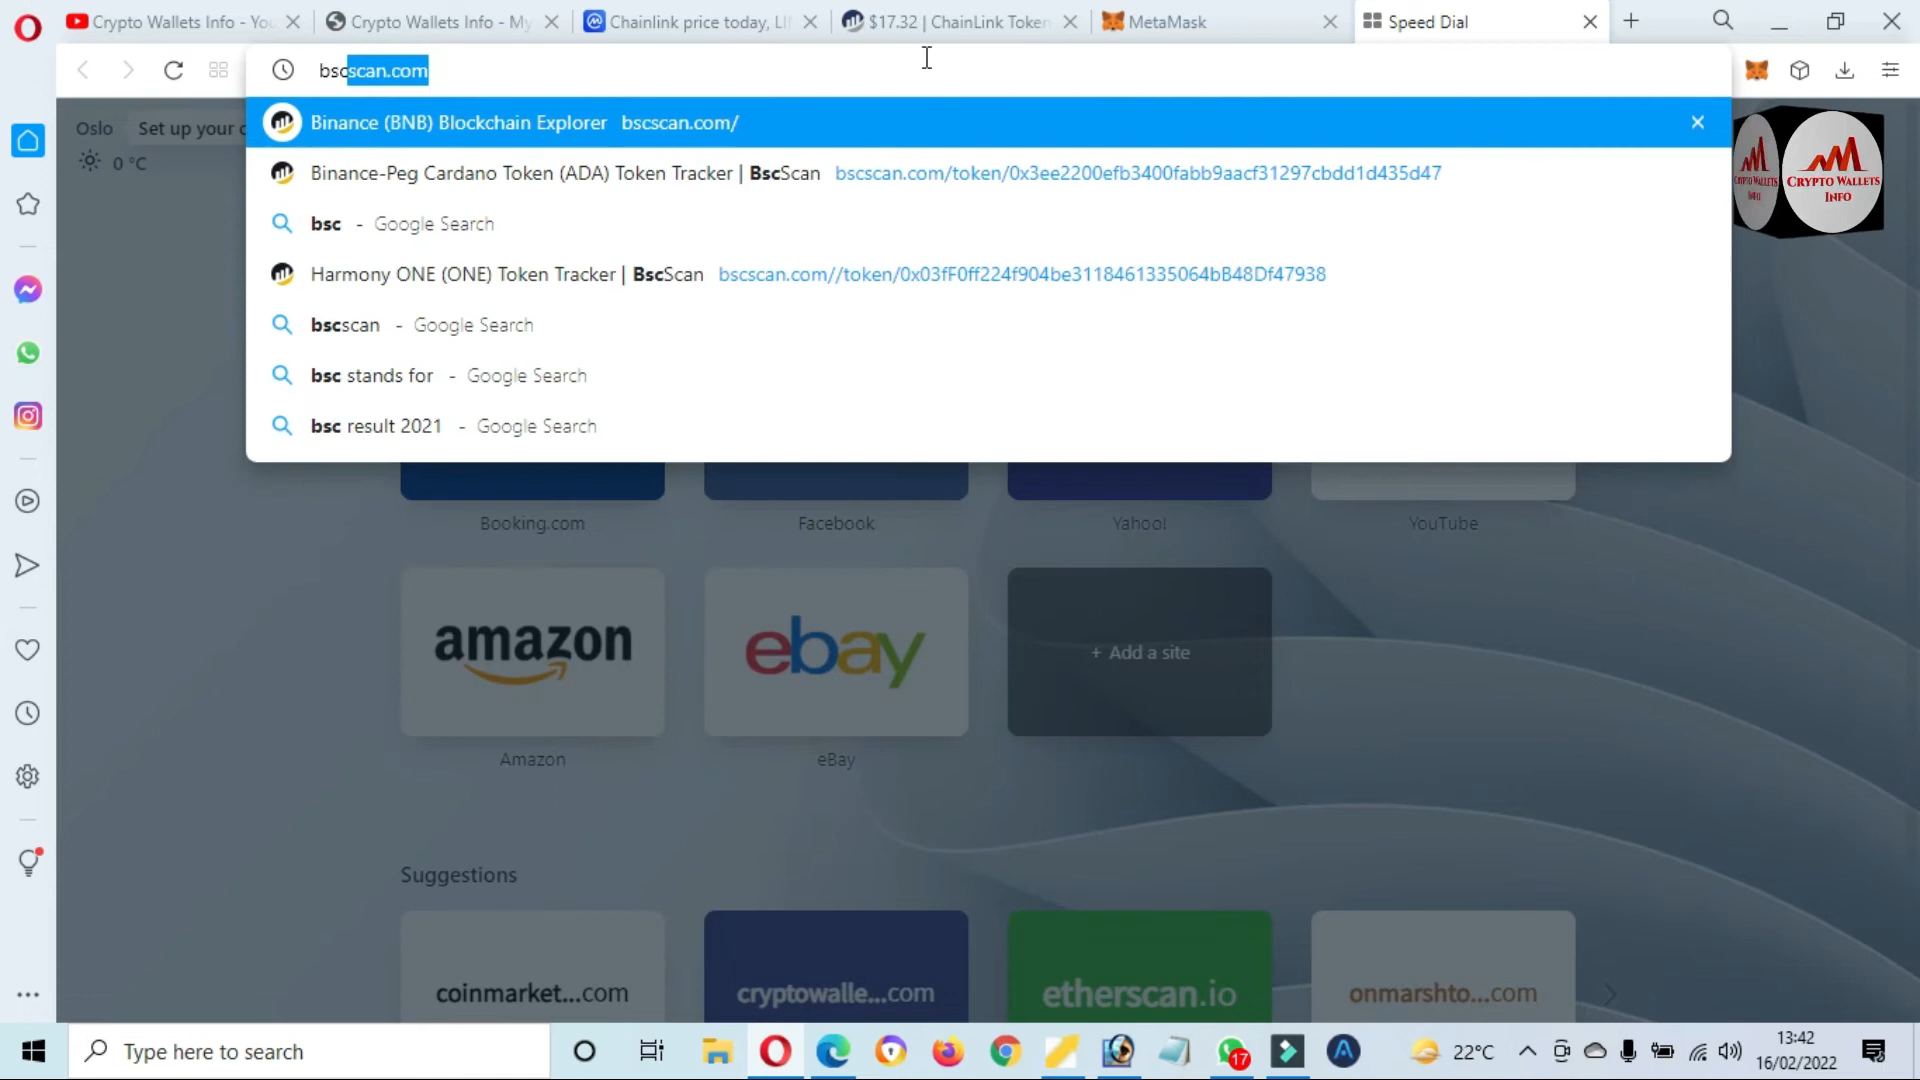 Crypto Wallets Info - You
Crypto Wallets Info - My
Chainlink price today, LI
$17.32 | ChainLink Token
MetaMask
Speed Dial
bscscan.com
Binance (BNB) Blockchain Explorer bscscan.com/
Oslo
Set up your c
0 °C
Binance-Peg Cardano Token (ADA) Token Tracker | BscScan bscscan.com/token/0x3ee2200efb3400fabb9aacf31297cbdd1d435d47
bsc - Google Search
Harmony ONE (ONE) Token Tracker | BscScan bscscan.com//token/0x03fF0ff224f904be3118461335064bB48Df47938
bscscan - Google Search
bsc stands for - Google Search
bsc result 2021 - Google Search
CRYPTO WALLETS
INFO
CRYPTO WALLETS
INFO
Booking.com
Facebook
Yahoo!
YouTube
amazon
ebay
+ Add a site
Amazon
eBay
Suggestions
coinmarket...com
cryptowalle...com
etherscan.io
onmarshto...com
Type here to search
17
22°C
13:42
16/02/2022